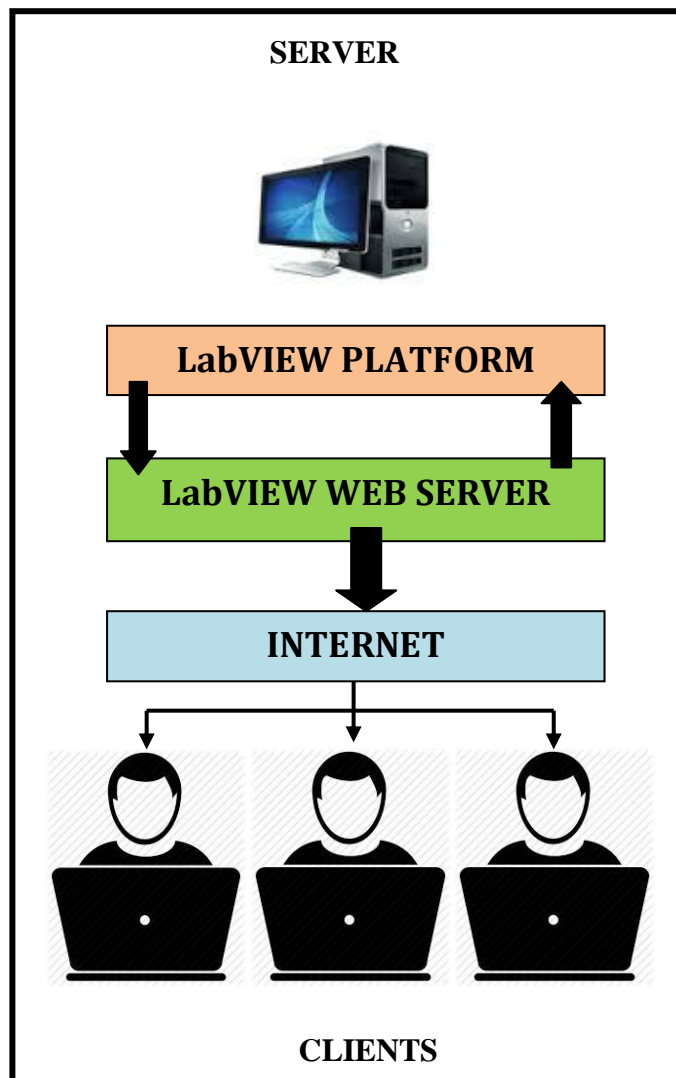 SERVER
LabVIEW PLATFORM
LabVIEW WEB SERVER
INTERNET
CLIENTS